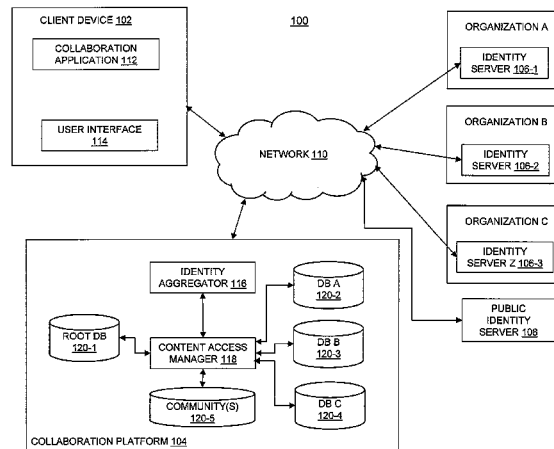 CLIENT DEVICE 102
COLLABORATION
APPLICATION 112
USER INTERFACE
114
100
NETWORK 110
ORGANIZATION A
IDENTITY
SERVER 106-1
ORGANIZATION B
IDENTITY
SERVER 106-2
ORGANIZATION C
IDENTITY
SERVER Z 106-3
PUBLIC
IDENTITY
SERVER 108
IDENTITY
AGGREGATOR 116
ROOT DB
120-1
CONTENT ACCESS
MANAGER 118
DB A
120-2
DB B
120-3
DB C
120-4
COMMUNITY(S)
120-5
COLLABORATION PLATFORM 104